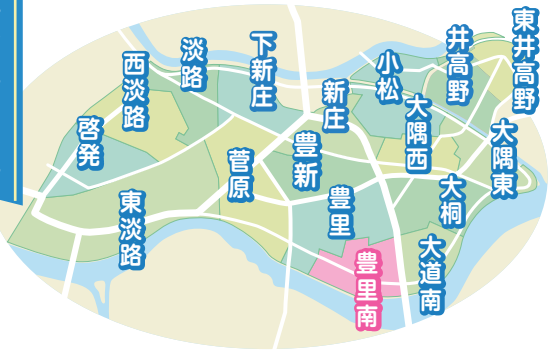 西淡路
淡路
下新庄
新庄
小松
井高野
東井高野
啓発
菅原
豊新
大隅西
大隅東
東淡路
豊里
大桐
豊里南
大道南